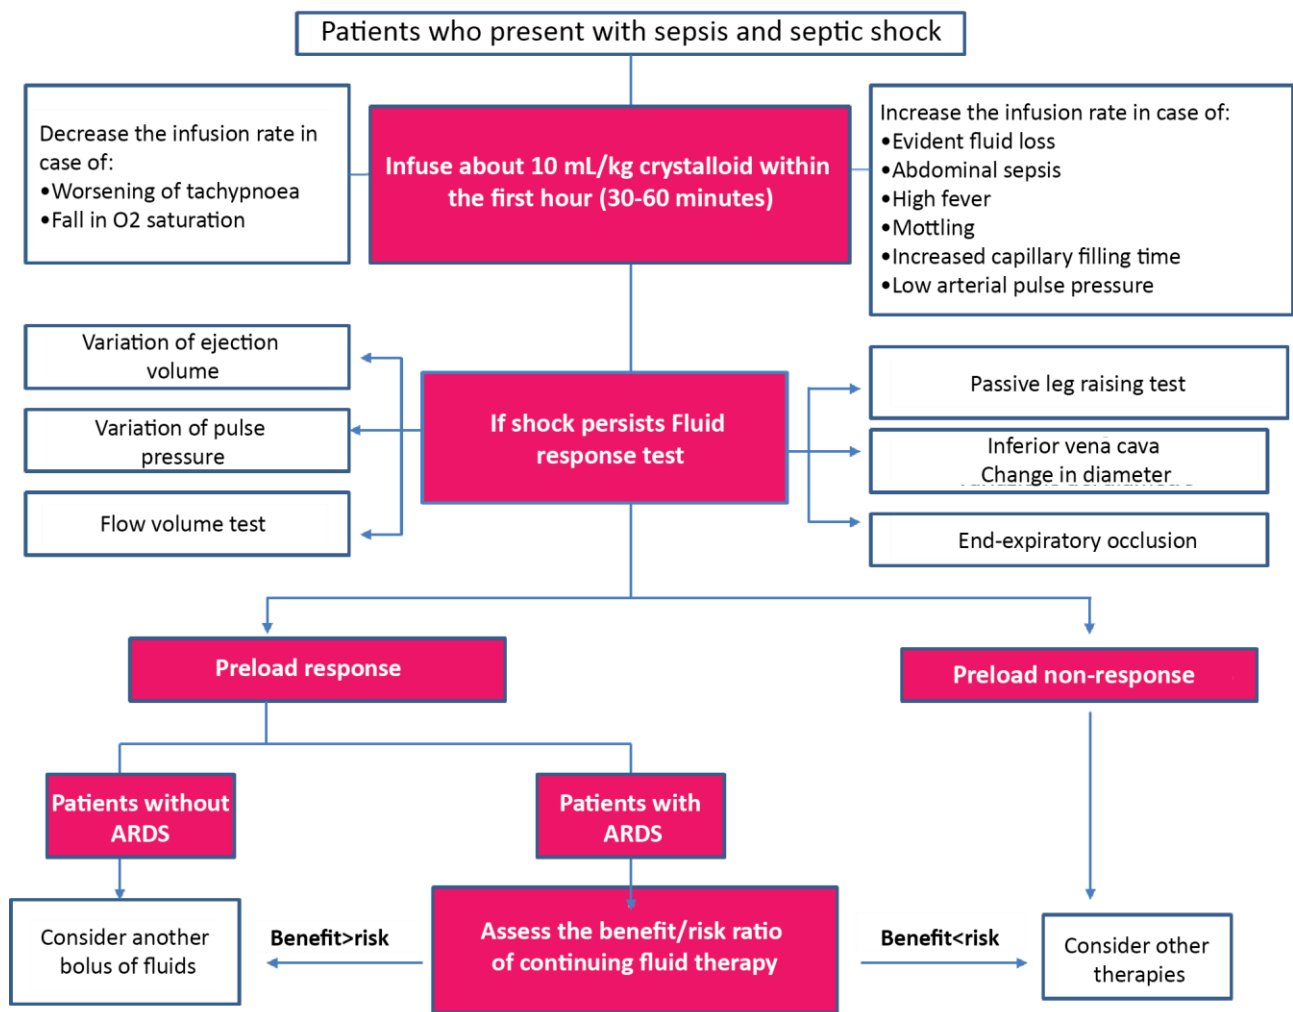 Patients who present with sepsis and septic shock
Decrease the infusion rate in
case of:
•Worsening of tachypnoea
•Fall in O2 saturation
Infuse about 10 mL/kg crystalloid within
the first hour (30-60 minutes)
Increase the infusion rate in case of:
•Evident fluid loss
•Abdominal sepsis
•High fever
•Mottling
•Increased capillary filling time
•Low arterial pulse pressure
Variation of ejection
volume
Variation of pulse
pressure
Flow volume test
If shock persists Fluid
response test
Passive leg raising test
Inferior vena cava
Change in diameter
End-expiratory occlusion
Preload response
Preload non-response
Patients without
ARDS
Patients with
ARDS
Consider another
bolus of fluids
Benefit>risk
Assess the benefit/risk ratio
of continuing fluid therapy
Benefit<risk
Consider other
therapies